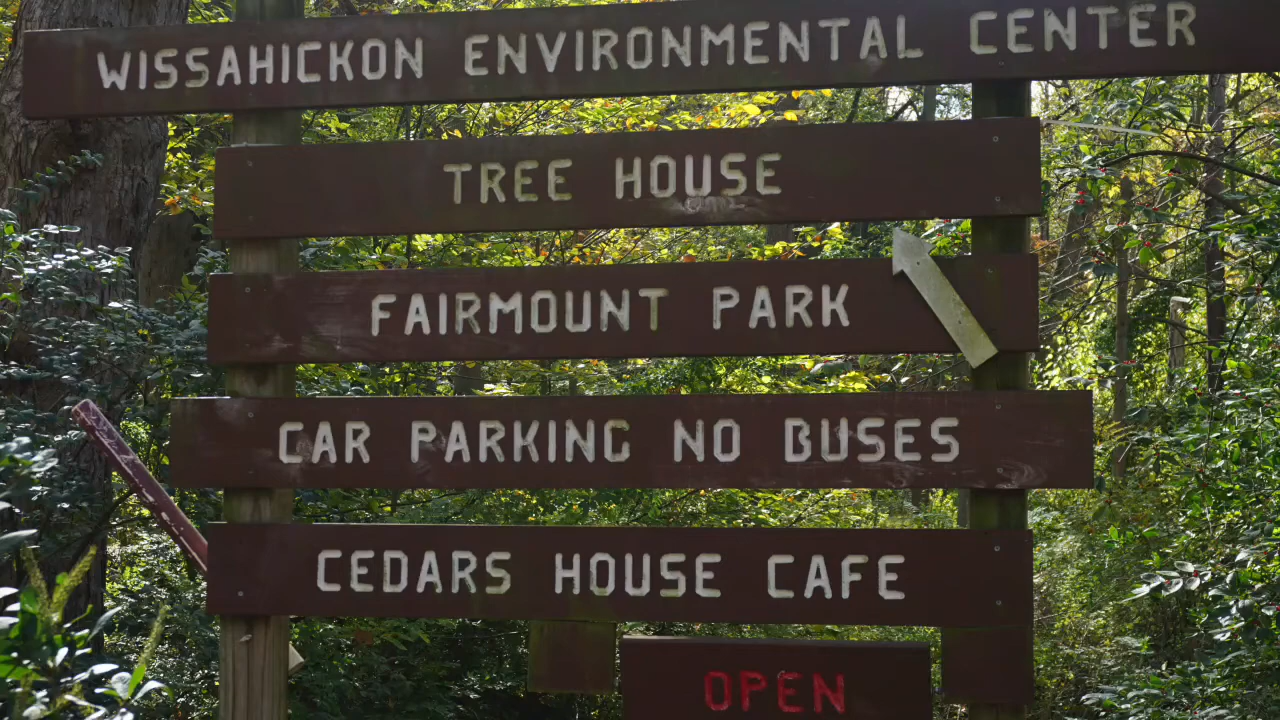 WISSAHICKON ENVIRONMENTAL CENTER
TREE HOUSE
FAIRMOUNT PARK
CAR PARKING NO BUSES
CEDARS HOUSE CAFE
OPEN